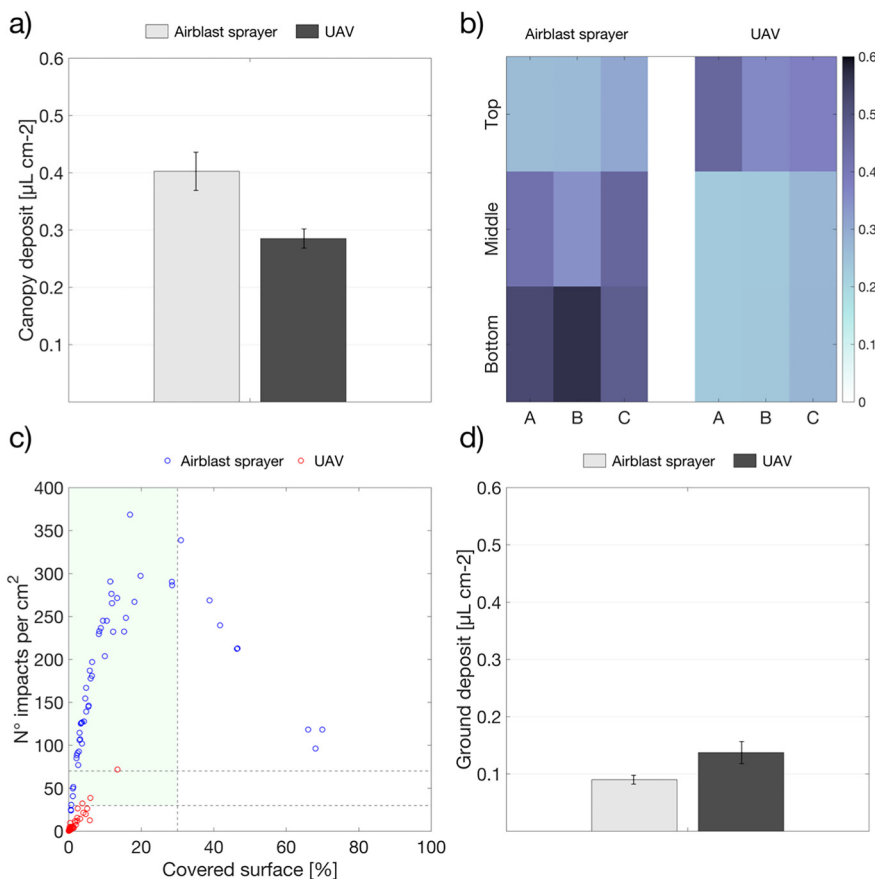 a)
Airblast sprayer UAV
Canopy deposit [µL cm-2]
0.6
0.5
0.4
0.3
0.2
0.1
b)
Airblast sprayer UAV
Top
Middle
Bottom
A B C A B C
0.6
0.5
0.4
0.3
0.2
0.1
0
c)
Airblast sprayer UAV
N° impacts per cm²
400
350
300
250
200
150
100
50
0
0 20 40 60 80 100
Covered surface [%]
d)
Airblast sprayer UAV
Ground deposit [µL cm-2]
0.6
0.5
0.4
0.3
0.2
0.1